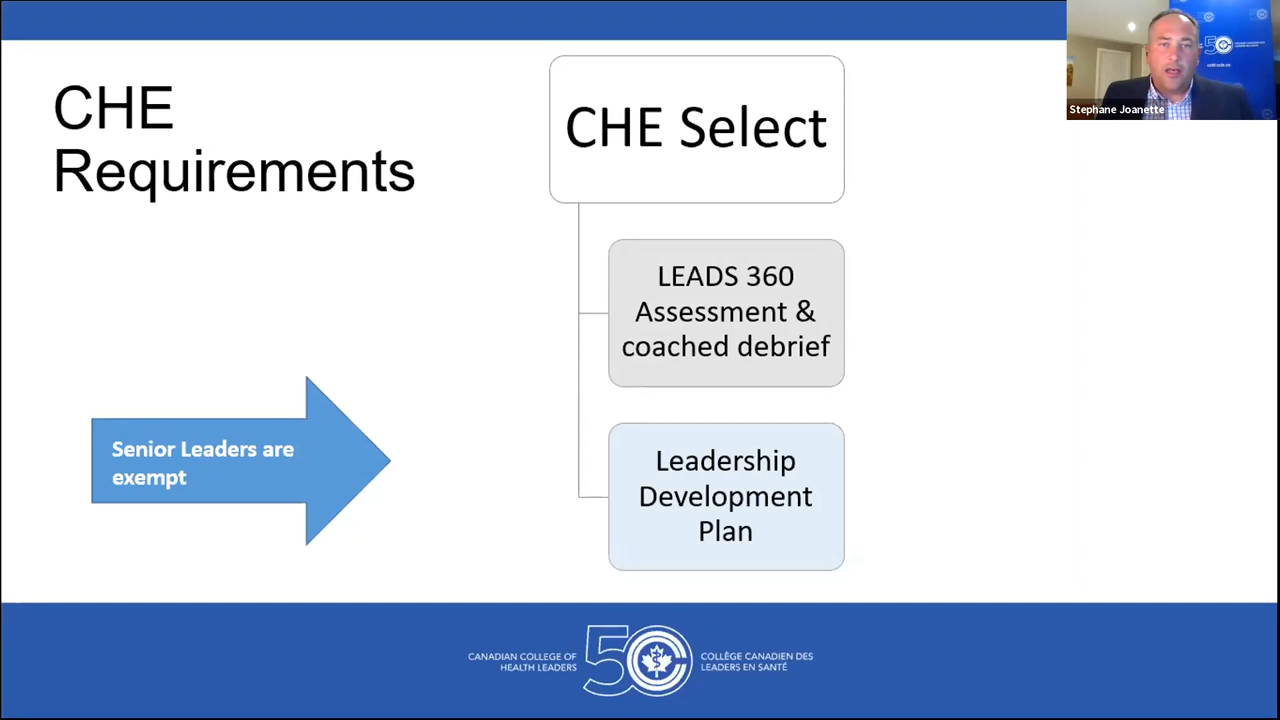 CHE
Requirements
CHE Select
LEADS 360
Assessment &
coached debrief
Senior Leaders are
exempt
Leadership
Development
Plan
Stephane Joanette
CANADIAN COLLEGE OF
HEALTH LEADERS
50
COLLÈGE CANADIEN DES
LEADERS EN SANTÉ